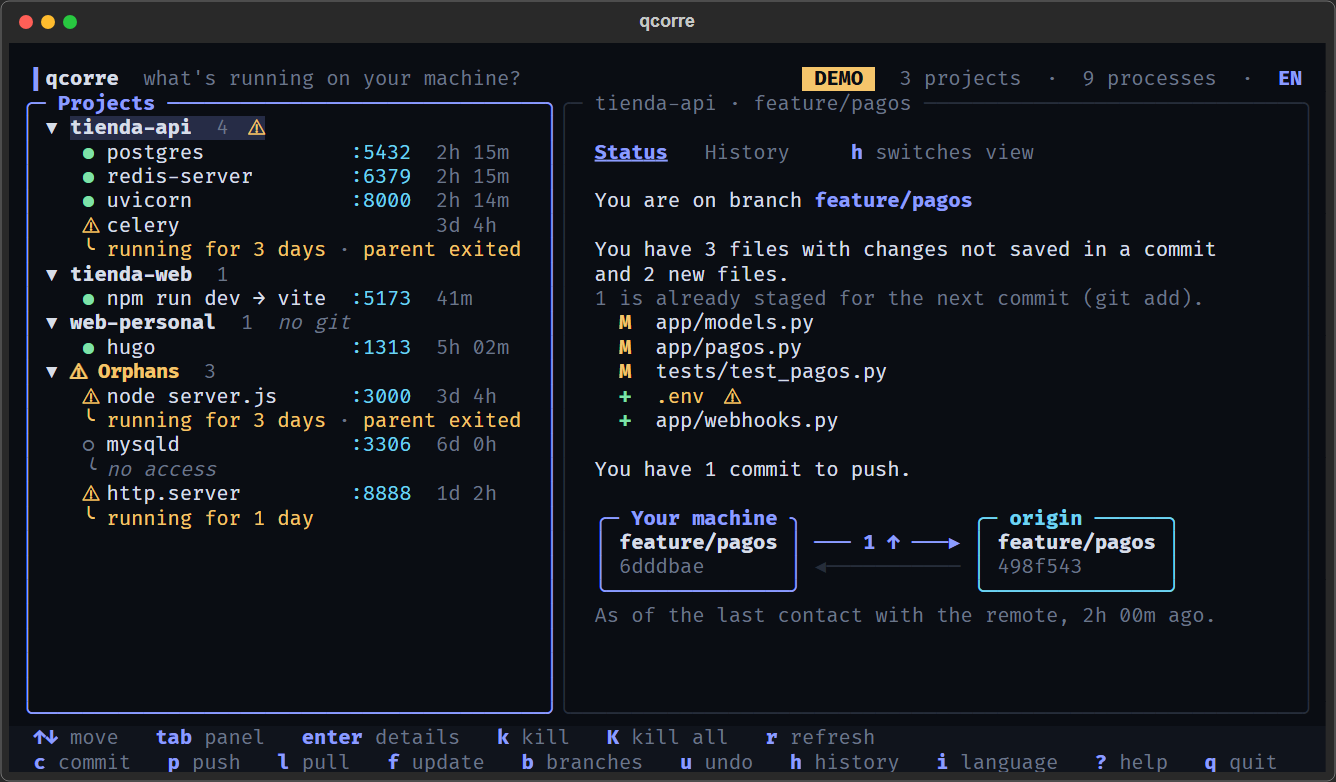 qcorre
qcorre what's running on your machine? DEMO 3 projects · 9 processes · EN
Projects
▼ tienda-api 4 ⚠
● postgres :5432 2h 15m
● redis-server :6379 2h 15m
● uvicorn :8000 2h 14m
⚠ celery 3d 4h
╰ running for 3 days · parent exited
▼ tienda-web 1
● npm run dev → vite :5173 41m
▼ web-personal 1 no git
● hugo :1313 5h 02m
▼ ⚠ Orphans 3
⚠ node server.js :3000 3d 4h
╰ running for 3 days · parent exited
○ mysqld :3306 6d 0h
╰ no access
⚠ http.server :8888 1d 2h
╰ running for 1 day
tienda-api · feature/pagos
Status History h switches view
You are on branch feature/pagos
You have 3 files with changes not saved in a commit
and 2 new files.
1 is already staged for the next commit (git add).
M app/models.py
M app/pagos.py
M tests/test_pagos.py
+ .env ⚠
+ app/webhooks.py
You have 1 commit to push.
Your machine origin
feature/pagos ── 1 ↑ ──▶ feature/pagos
6dddbae ◀────── 498f543
As of the last contact with the remote, 2h 00m ago.
↑↓ move tab panel enter details k kill K kill all r refresh
c commit p push l pull f update b branches u undo h history i language ? help q quit